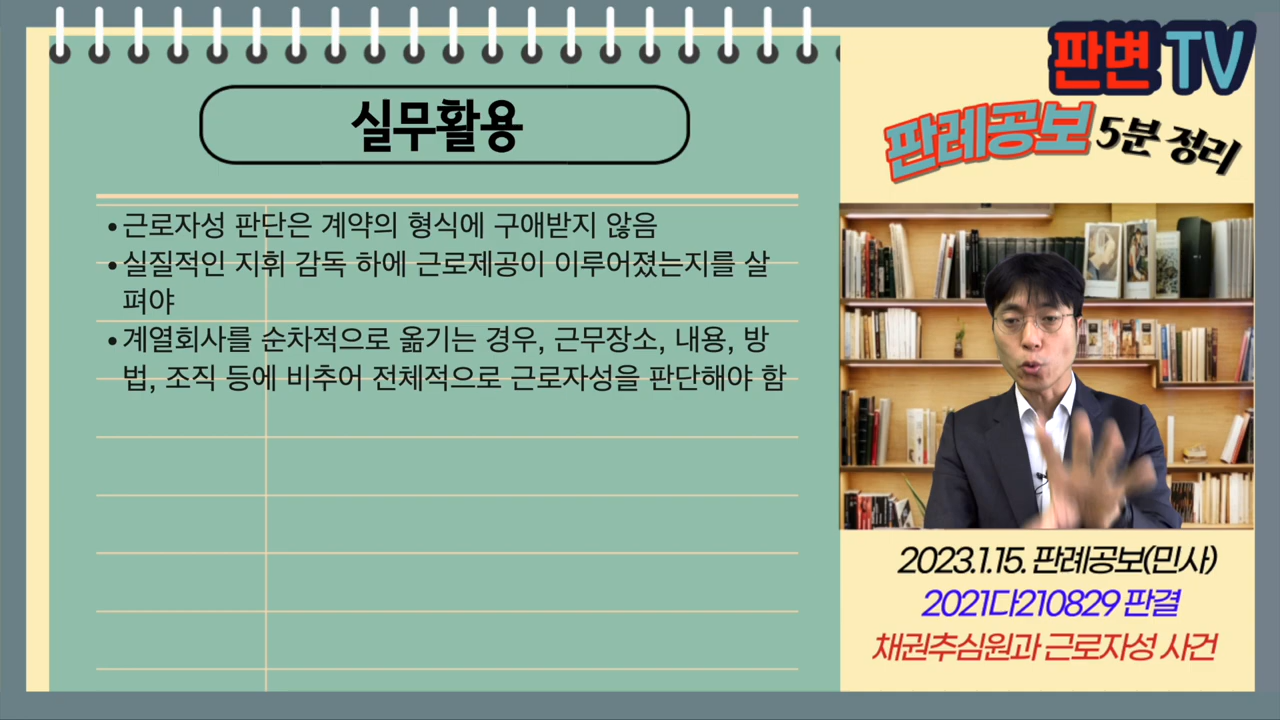 실무활용
•근로자성 판단은 계약의 형식에 구애받지 않음
•실질적인 지휘 감독 하에 근로제공이 이루어졌는지를 살
펴야
•계열회사를 순차적으로 옮기는 경우, 근무장소, 내용, 방
법, 조직 등에 비추어 전체적으로 근로자성을 판단해야 함
판변 TV
판례공보 5분 정리
2023.1.15. 판례공보(민사)
2021다210829 판결
채권추심원과 근로자성 사건